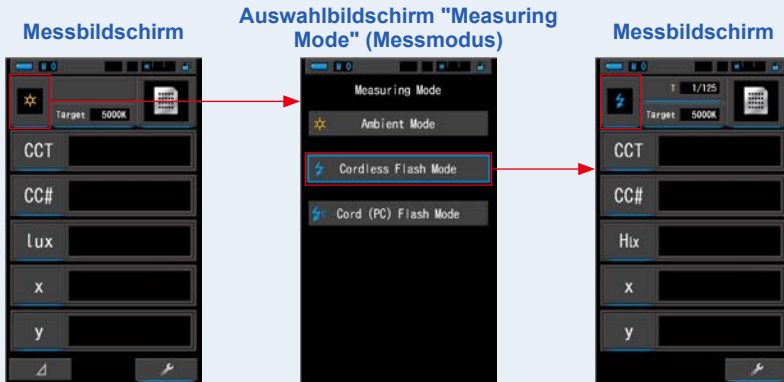 Messbildschirm
Auswahlbildschirm "Measuring
Mode" (Messmodus)
Messbildschirm
Target 5000K
CCT
CC#
lux
x
y
Measuring Mode
Ambient Mode
Cordless Flash Mode
Cord (PC) Flash Mode
T 1/125
Target 5000K
CCT
CC#
Hlx
x
y